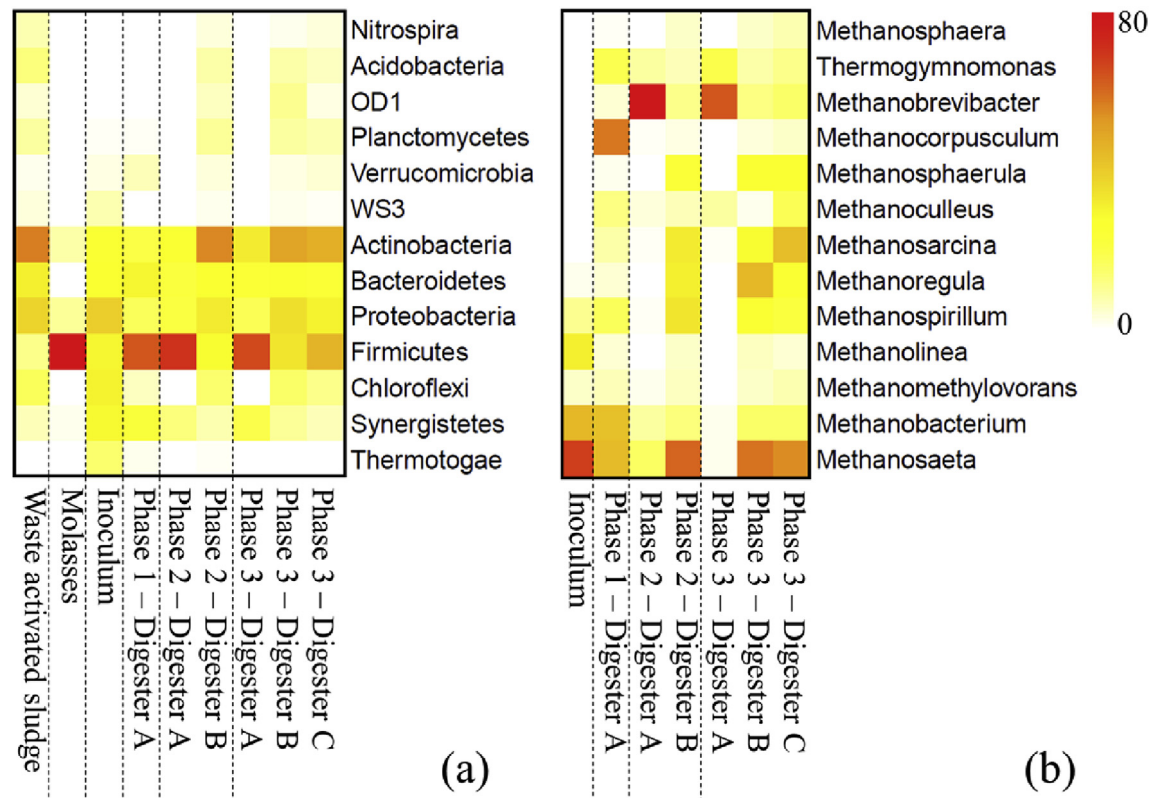 Nitrospira
Acidobacteria
OD1
Planctomycetes
Verrucomicrobia
WS3
Actinobacteria
Bacteroidetes
Proteobacteria
Firmicutes
Chloroflexi
Synergistetes
Thermotogae
Waste activated sludge
Molasses
Inoculum
Phase 1 – Digester A
Phase 2 – Digester A
Phase 2 – Digester B
Phase 3 – Digester A
Phase 3 – Digester B
Phase 3 – Digester C
(a)
Methanosphaera
Thermogymnomonas
Methanobrevibacter
Methanocorpusculum
Methanosphaerula
Methanoculleus
Methanosarcina
Methanoregula
Methanospirillum
Methanolinea
Methanomethylovorans
Methanobacterium
Methanosaeta
Inoculum
Phase 1 – Digester A
Phase 2 – Digester A
Phase 2 – Digester B
Phase 3 – Digester A
Phase 3 – Digester B
Phase 3 – Digester C
(b)
80
0